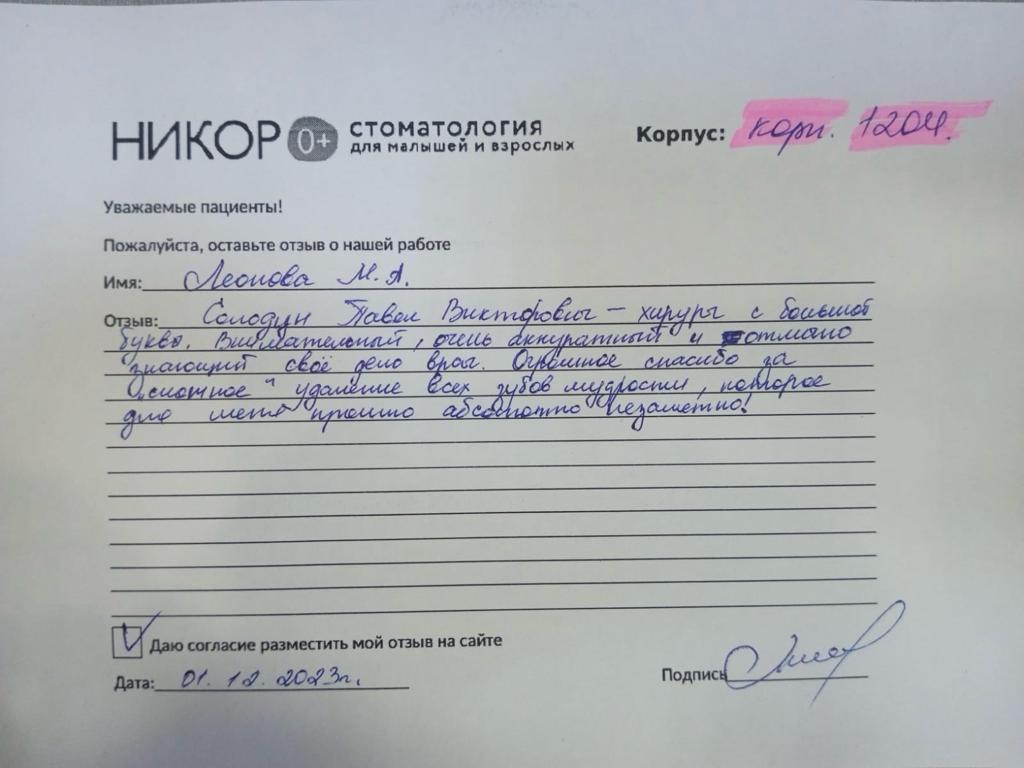 НИКОР 0+ СТОМАТОЛОГИЯ
ДЛЯ МАЛЫШЕЙ И ВЗРОСЛЫХ
Корпус: корп. 1204.
Уважаемые пациенты!
Пожалуйста, оставьте отзыв о нашей работе
Имя: Леонова М.А.
Отзыв: Солодун Павел Викторович – хирург с большой
буквы. Внимательный, очень аккуратный и отлично
знающий своё дело врач. Огромное спасибо за
"сложное" удаление всех зубов мудрости, которое
для меня прошло абсолютно незаметно!
Даю согласие разместить мой отзыв на сайте
Дата: 01.12.2023г.
Подпись